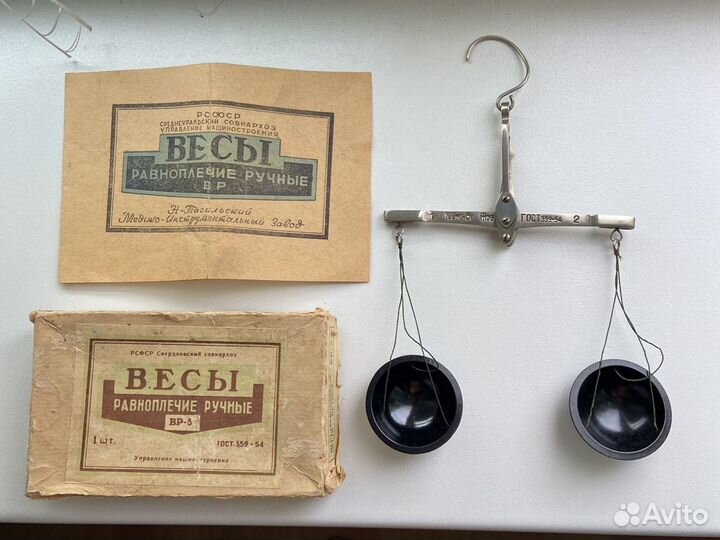 РСФСР
СРЕДНЕУРАЛЬСКИЙ СОВНАРХОЗ
УПРАВЛЕНИЕ МАШИНОСТРОЕНИЯ
ВЕСЫ
РАВНОПЛЕЧИЕ РУЧНЫЕ
ВР
Н-Тагильский
Медико-Инструментальный Завод
ГОСТ 359-54 2
РСФСР Свердловский совнархоз
ВЕСЫ
РАВНОПЛЕЧИЕ РУЧНЫЕ
ВР-5
1 шт. ГОСТ 359-54
Управление машиностроения
Avito